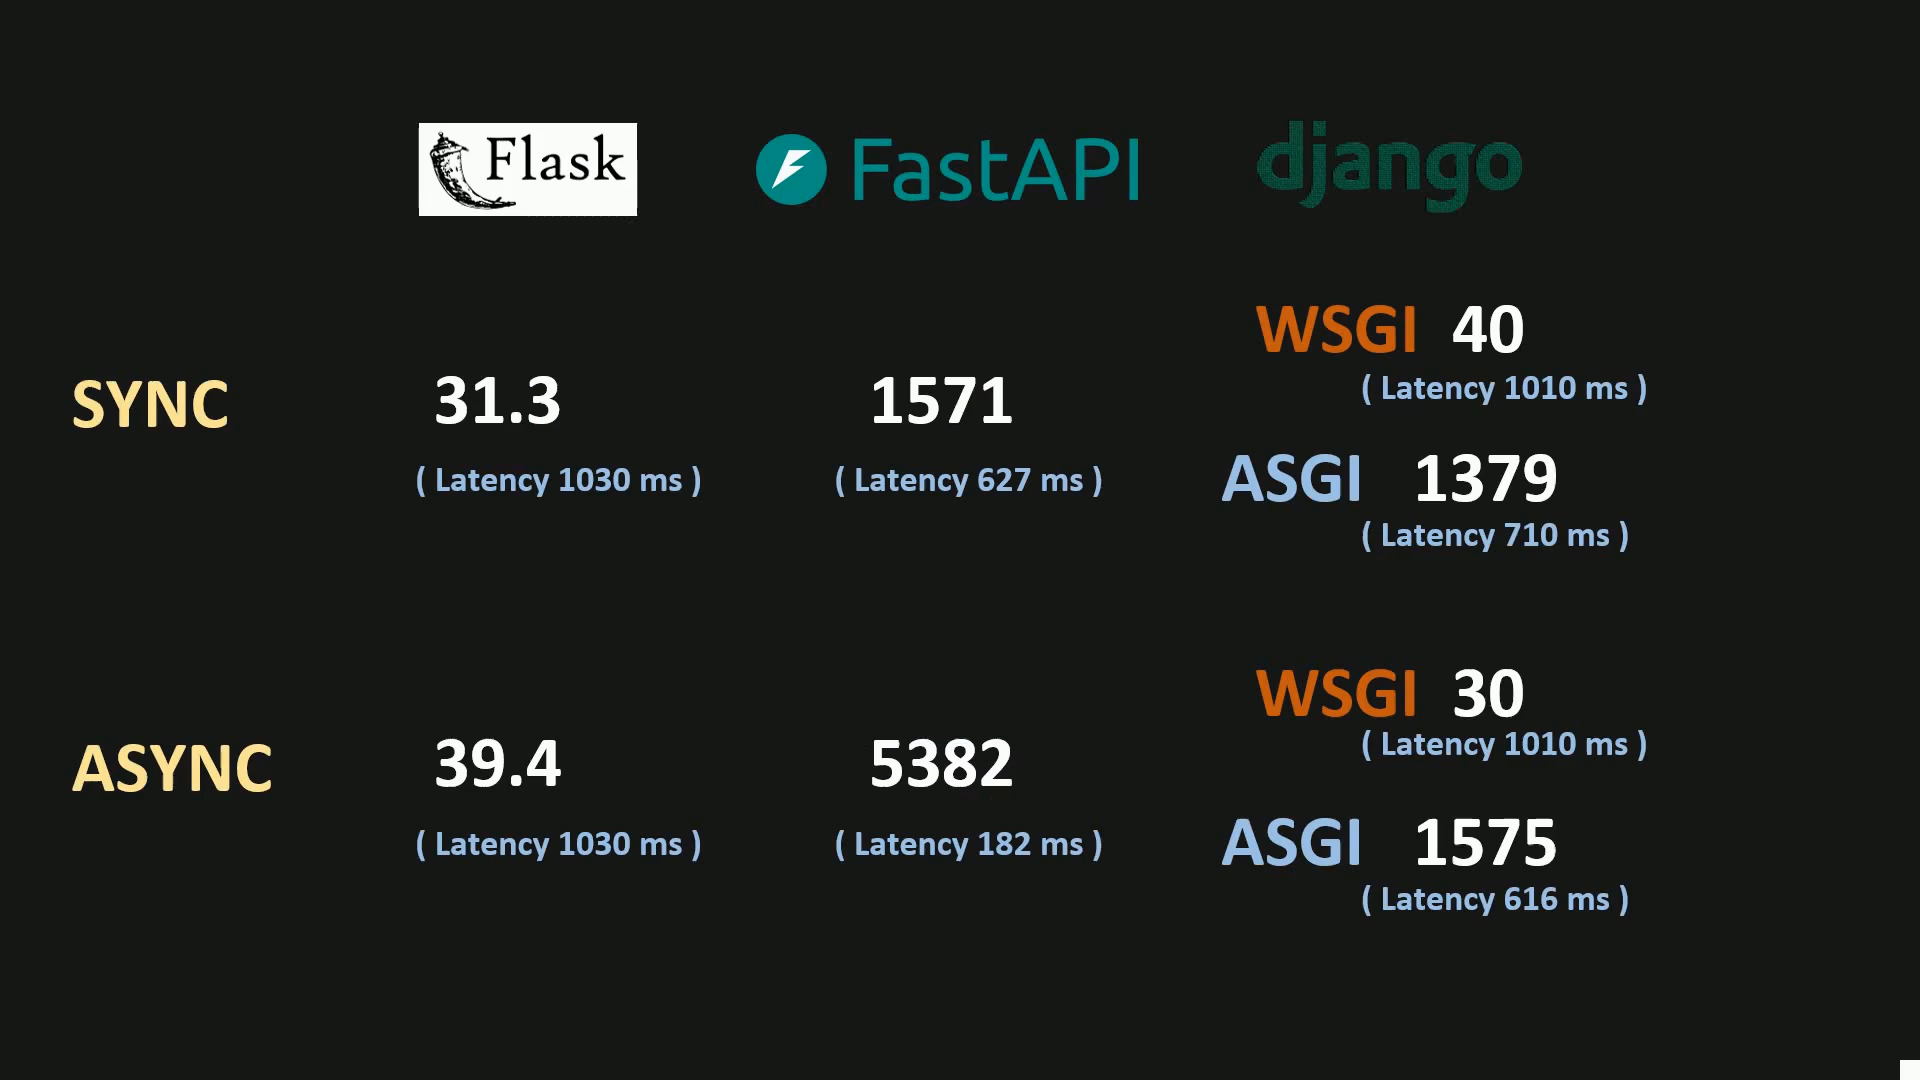 Flask
FastAPI
django
SYNC
31.3
( Latency 1030 ms )
1571
( Latency 627 ms )
WSGI 40
( Latency 1010 ms )
ASGI 1379
( Latency 710 ms )
ASYNC
39.4
( Latency 1030 ms )
5382
( Latency 182 ms )
WSGI 30
( Latency 1010 ms )
ASGI 1575
( Latency 616 ms )